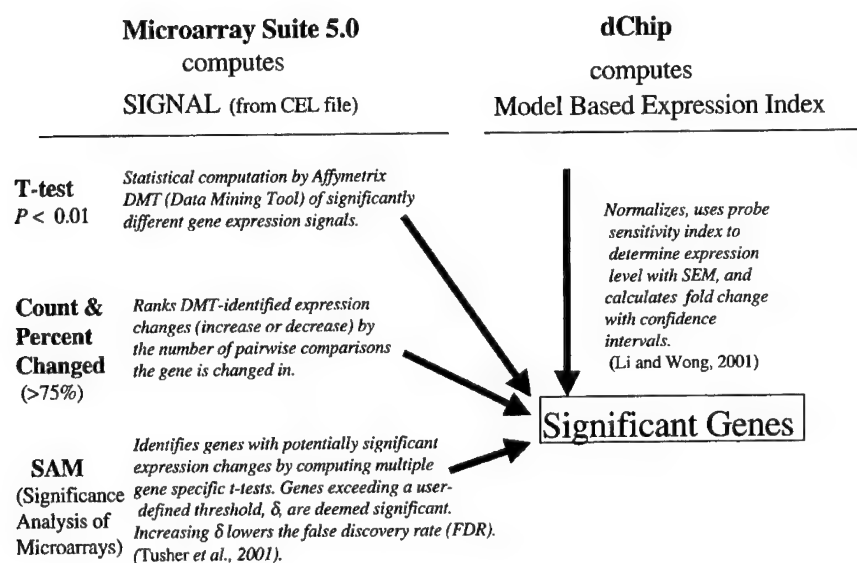 Microarray Suite 5.0
computes
SIGNAL (from CEL file)
dChip
computes
Model Based Expression Index
T-test
P < 0.01
Statistical computation by Affymetrix
DMT (Data Mining Tool) of significantly
different gene expression signals.
Count &
Percent
Changed
(>75%)
Ranks DMT-identified expression
changes (increase or decrease) by
the number of pairwise comparisons
the gene is changed in.
SAM
(Significance
Analysis of
Microarrays)
Identifies genes with potentially significant
expression changes by computing multiple
gene specific t-tests. Genes exceeding a user-
defined threshold, δ, are deemed significant.
Increasing δ lowers the false discovery rate (FDR).
(Tusher et al., 2001).
Normalizes, uses probe
sensitivity index to
determine expression
level with SEM, and
calculates fold change
with confidence
intervals.
(Li and Wong, 2001)
Significant Genes